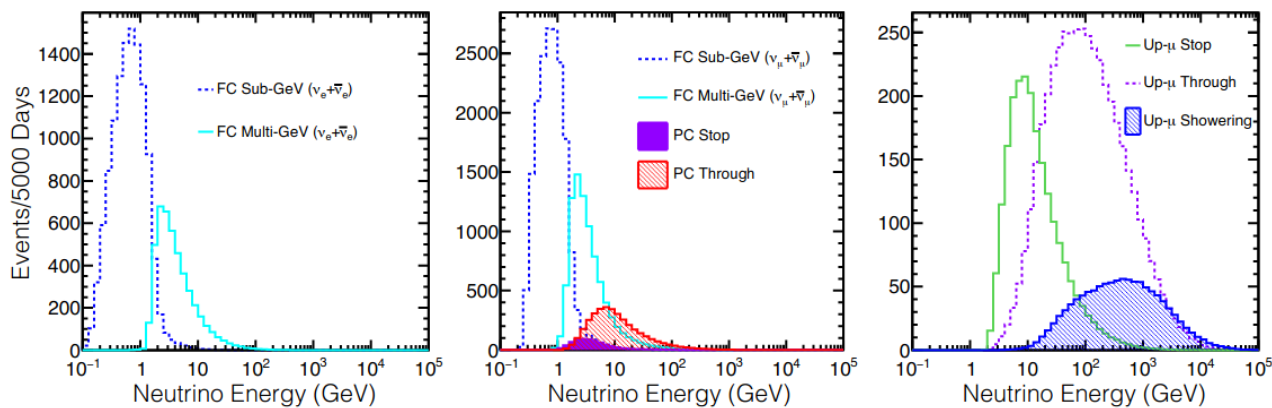 Events/5000 Days
1400
1200
1000
800
600
400
200
0
FC Sub-GeV (νe+ν̅e)
FC Multi-GeV (νe+ν̅e)
10⁻¹ 1 10 10² 10³ 10⁴ 10⁵
Neutrino Energy (GeV)
2500
2000
1500
1000
500
0
FC Sub-GeV (νμ+ν̅μ)
FC Multi-GeV (νμ+ν̅μ)
PC Stop
PC Through
10⁻¹ 1 10 10² 10³ 10⁴ 10⁵
Neutrino Energy (GeV)
250
200
150
100
50
0
Up-μ Stop
Up-μ Through
Up-μ Showering
10⁻¹ 1 10 10² 10³ 10⁴ 10⁵
Neutrino Energy (GeV)